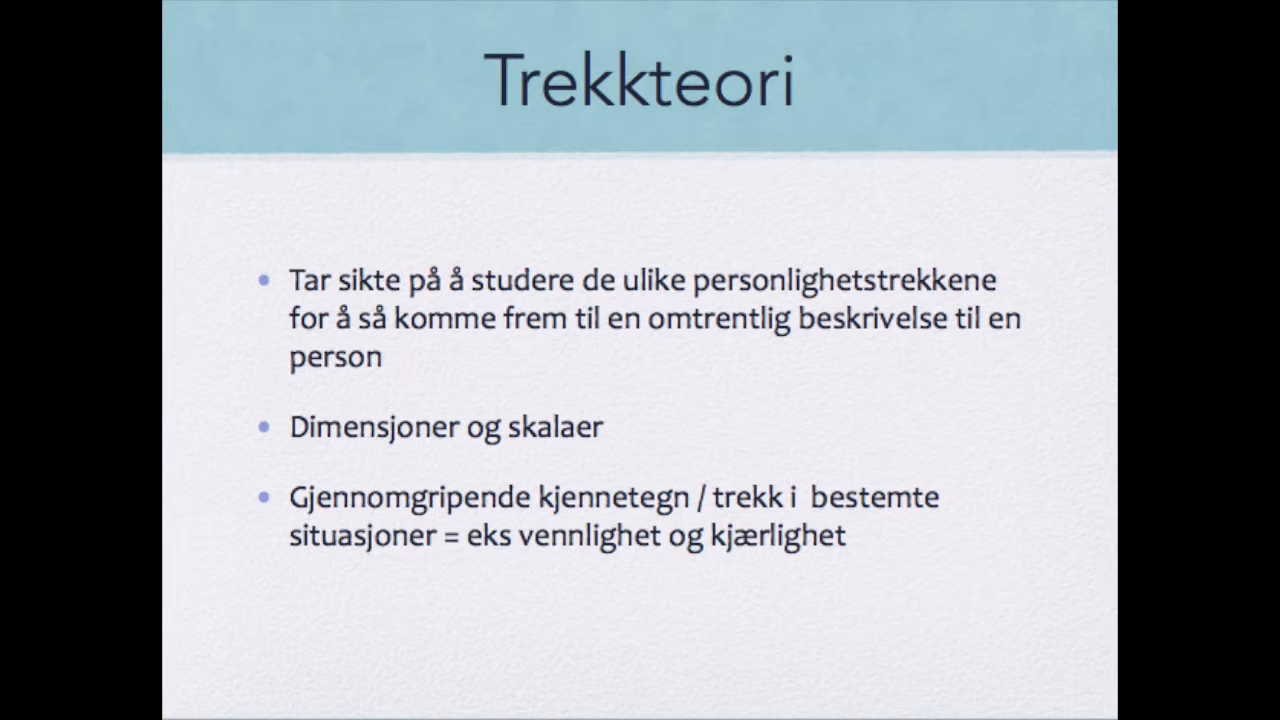 Trekkteori
• Tar sikte på å studere de ulike personlighetstrekkene
for å så komme frem til en omtrentlig beskrivelse til en
person
• Dimensjoner og skalaer
• Gjennomgripende kjennetegn / trekk i  bestemte
situasjoner = eks vennlighet og kjærlighet